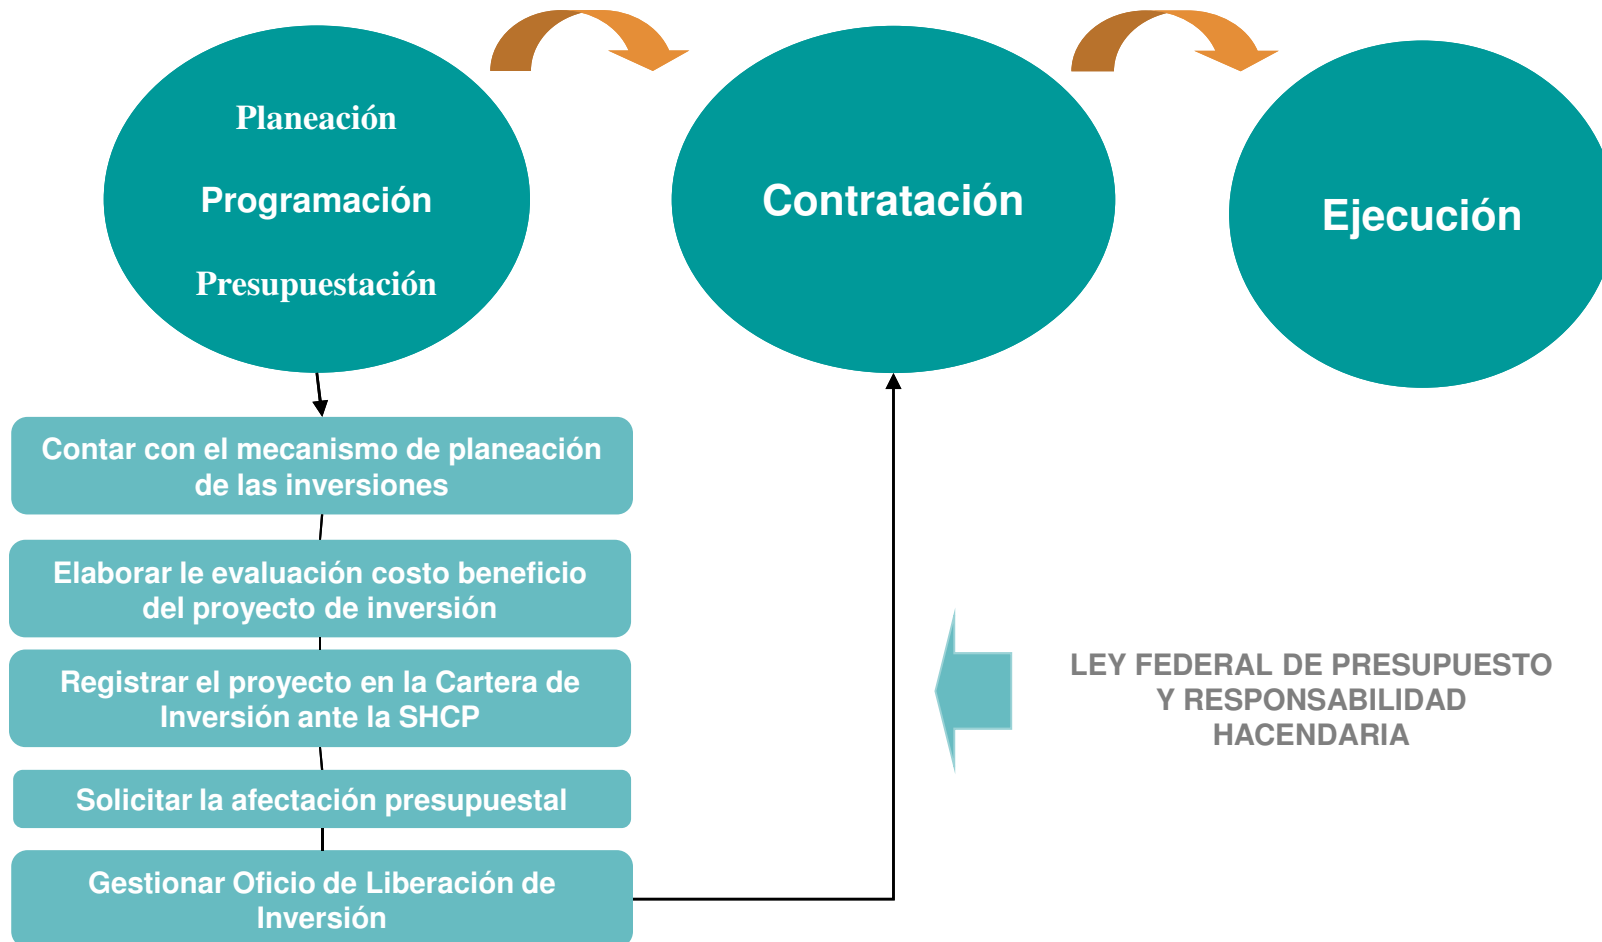 Planeación
Programación
Presupuestación
Contratación
Ejecución
Contar con el mecanismo de planeación
de las inversiones
Elaborar le evaluación costo beneficio
del proyecto de inversión
Registrar el proyecto en la Cartera de
Inversión ante la SHCP
Solicitar la afectación presupuestal
Gestionar Oficio de Liberación de
Inversión
LEY FEDERAL DE PRESUPUESTO
Y RESPONSABILIDAD
HACENDARIA